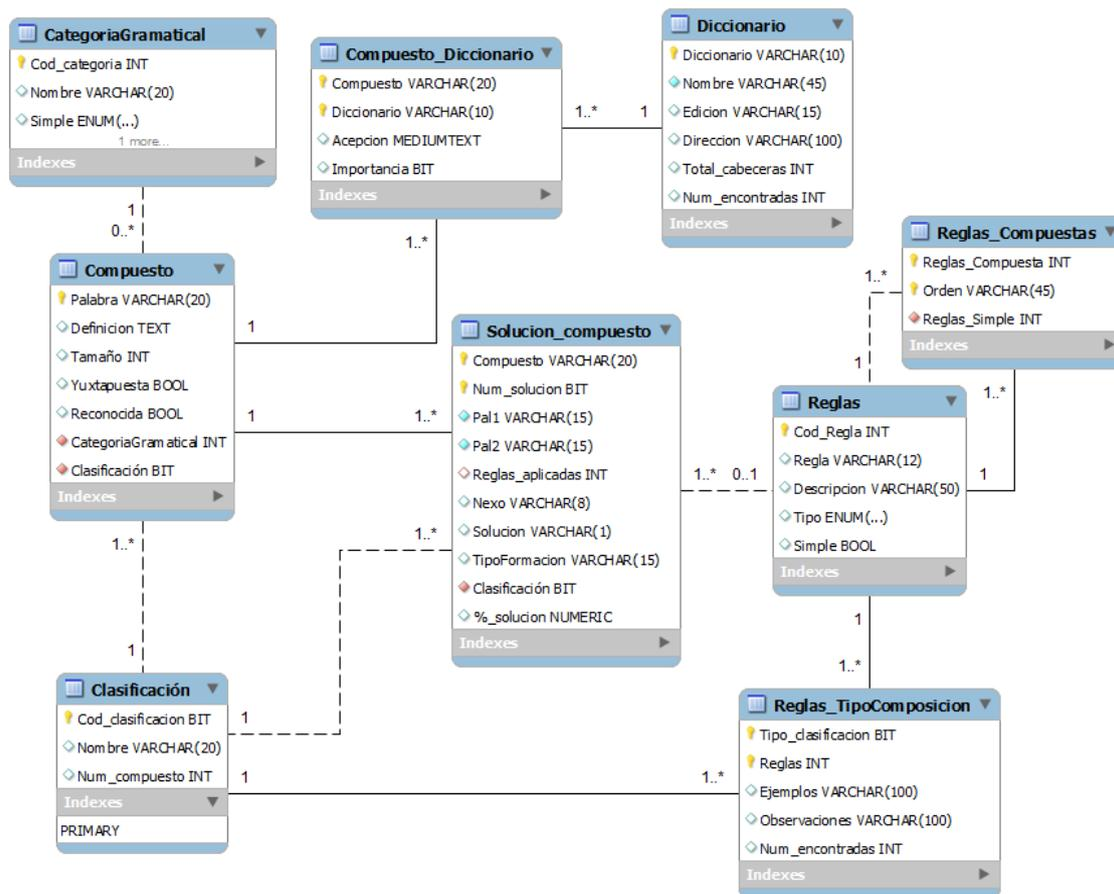 CategoriaGramatical
Cod_categoria INT
Nombre VARCHAR(20)
Simple ENUM(...)
1 more...
Indexes
Compuesto_Diccionario
Compuesto VARCHAR(20)
Diccionario VARCHAR(10)
Acepcion MEDIUMTEXT
Importancia BIT
Indexes
Diccionario
Diccionario VARCHAR(10)
Nombre VARCHAR(45)
Edicion VARCHAR(15)
Direccion VARCHAR(100)
Total_cabeceras INT
Num_encontradas INT
Indexes
1..* 1
1
0..*
1..*
Compuesto
Palabra VARCHAR(20)
Definicion TEXT
Tamaño INT
Yuxtapuesta BOOL
Reconocida BOOL
CategoriaGramatical INT
Clasificación BIT
Indexes
1
1 1..*
Solucion_compuesto
Compuesto VARCHAR(20)
Num_solucion BIT
Pal1 VARCHAR(15)
Pal2 VARCHAR(15)
Reglas_aplicadas INT
Nexo VARCHAR(8)
Solucion VARCHAR(1)
TipoFormacion VARCHAR(15)
Clasificación BIT
%_solucion NUMERIC
Indexes
Reglas_Compuestas
Reglas_Compuesta INT
Orden VARCHAR(45)
Reglas_Simple INT
Indexes
1..*
1
1..*
1
Reglas
Cod_Regla INT
Regla VARCHAR(12)
Descripcion VARCHAR(50)
Tipo ENUM(...)
Simple BOOL
Indexes
1..* 0..1
1..*
1
1..*
1
Clasificación
Cod_clasificacion BIT
Nombre VARCHAR(20)
Num_compuesto INT
Indexes
PRIMARY
1
1..*
1 1..*
Reglas_TipoComposicion
Tipo_clasificacion BIT
Reglas INT
Ejemplos VARCHAR(100)
Observaciones VARCHAR(100)
Num_encontradas INT
Indexes